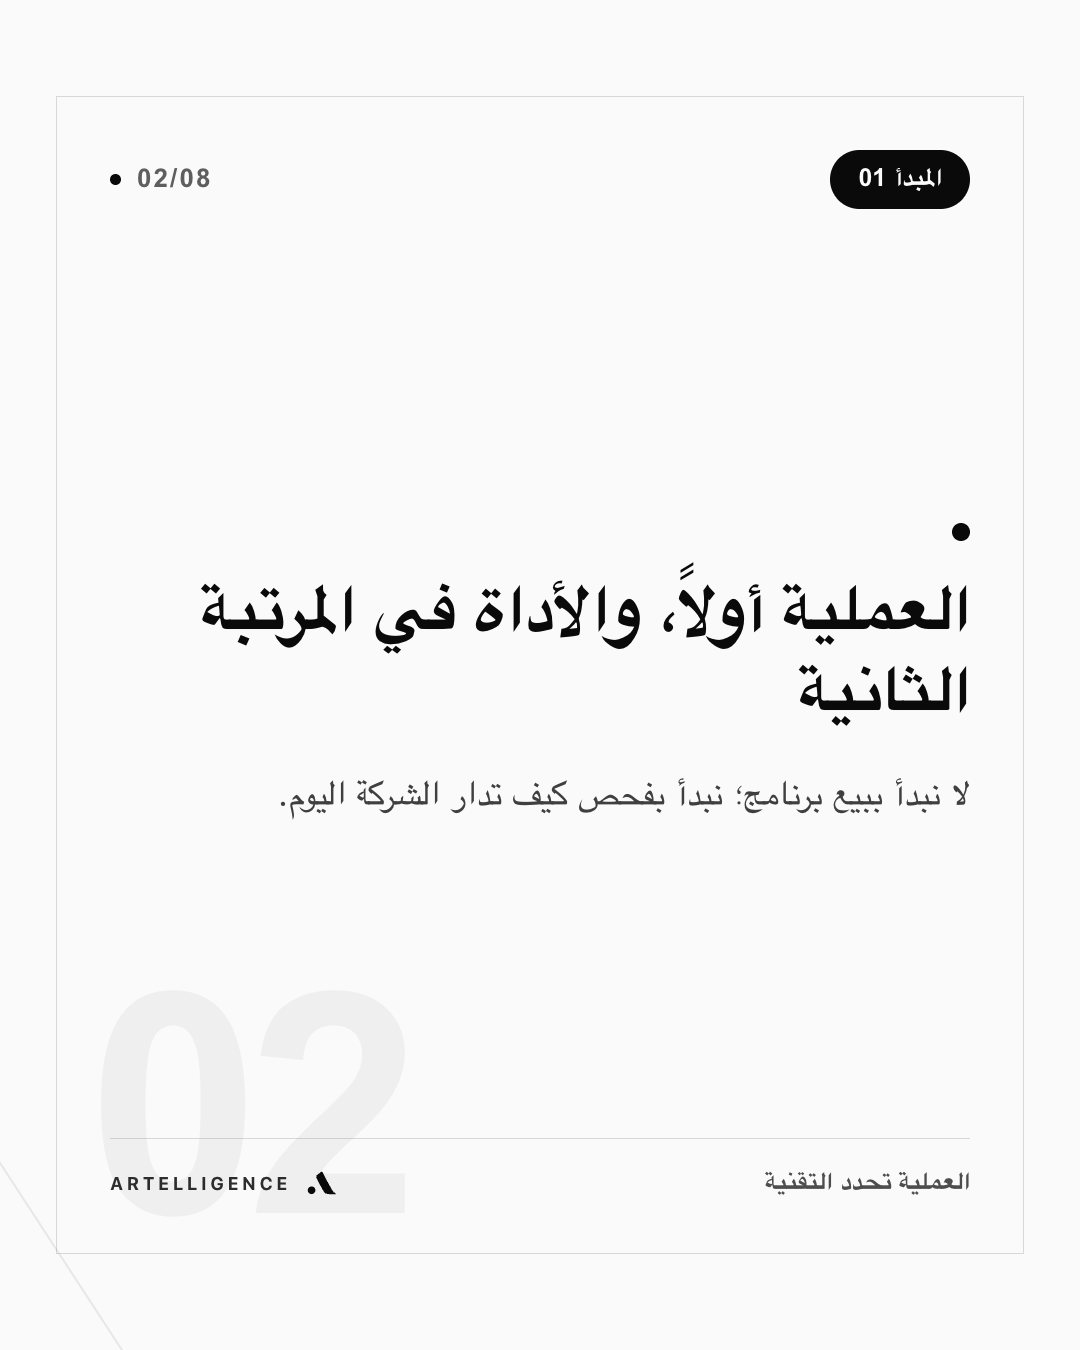 المبدأ 01
02/08
العملية أولاً، والأداة في المرتبة
الثانية
لا نبدأ ببيع برنامج؛ نبدأ بفحص كيف تدار الشركة اليوم.
02
العملية تحدد التقنية
ARTELLIGENCE